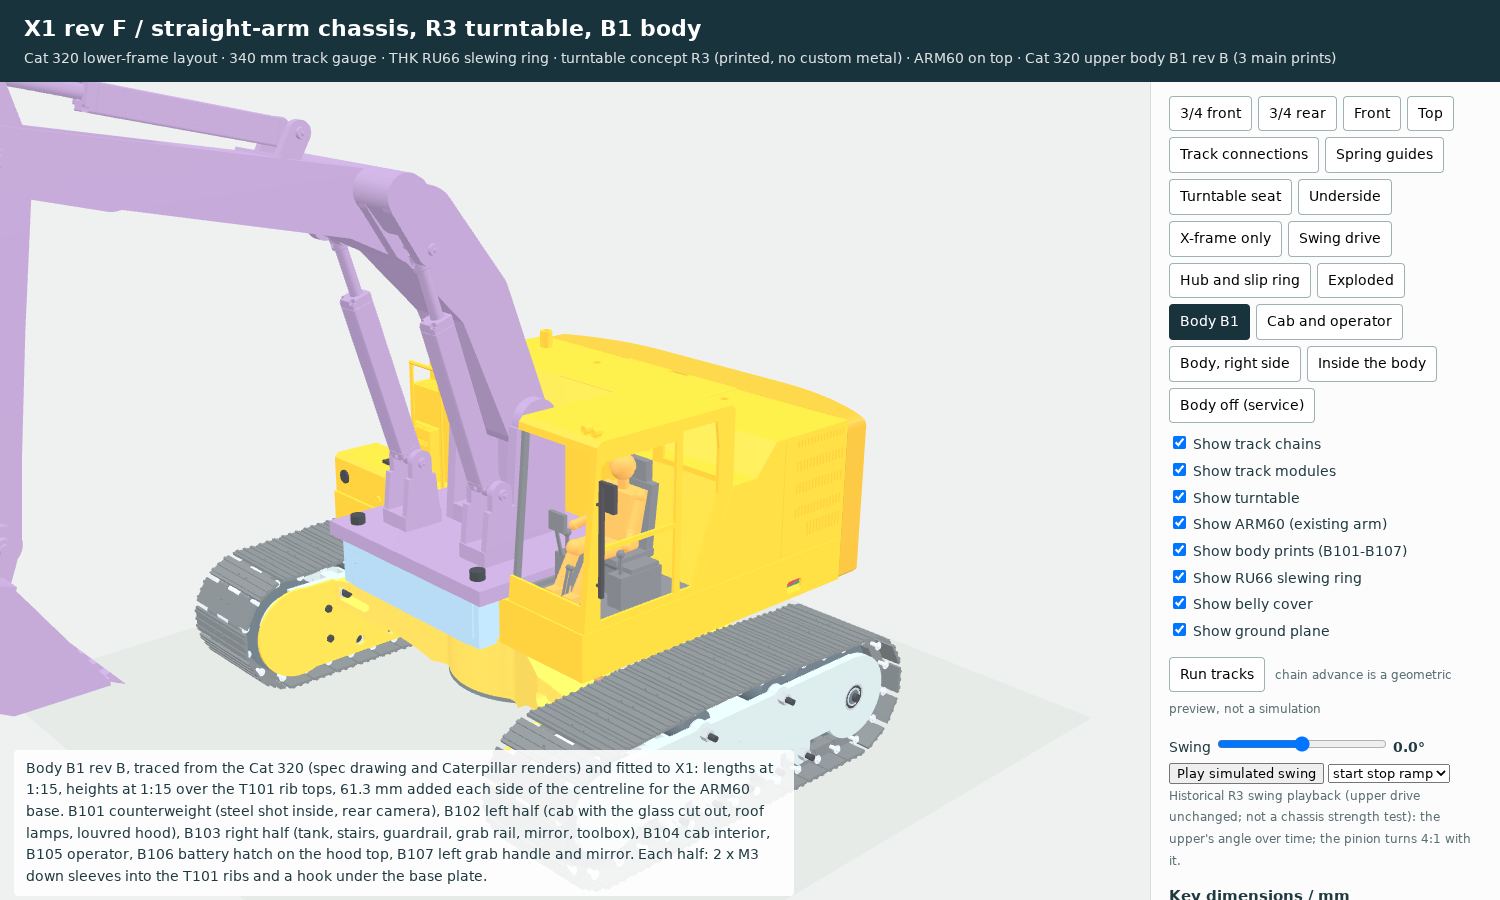 X1 rev F / straight-arm chassis, R3 turntable, B1 body
Cat 320 lower-frame layout · 340 mm track gauge · THK RU66 slewing ring · turntable concept R3 (printed, no custom metal) · ARM60 on top · Cat 320 upper body B1 rev B (3 main prints)
3/4 front
3/4 rear
Front
Top
Track connections
Spring guides
Turntable seat
Underside
X-frame only
Swing drive
Hub and slip ring
Exploded
Body B1
Cab and operator
Body, right side
Inside the body
Body off (service)
Show track chains
Show track modules
Show turntable
Show ARM60 (existing arm)
Show body prints (B101-B107)
Show RU66 slewing ring
Show belly cover
Show ground plane
Run tracks
chain advance is a geometric
preview, not a simulation
Swing
0.0°
Play simulated swing
start stop ramp
Historical R3 swing playback (upper drive
unchanged; not a chassis strength test): the
upper's angle over time; the pinion turns 4:1 with
it.
Key dimensions / mm
Body B1 rev B, traced from the Cat 320 (spec drawing and Caterpillar renders) and fitted to X1: lengths at
1:15, heights at 1:15 over the T101 rib tops, 61.3 mm added each side of the centreline for the ARM60
base. B101 counterweight (steel shot inside, rear camera), B102 left half (cab with the glass cut out, roof
lamps, louvred hood), B103 right half (tank, stairs, guardrail, grab rail, mirror, toolbox), B104 cab interior,
B105 operator, B106 battery hatch on the hood top, B107 left grab handle and mirror. Each half: 2 x M3
down sleeves into the T101 ribs and a hook under the base plate.